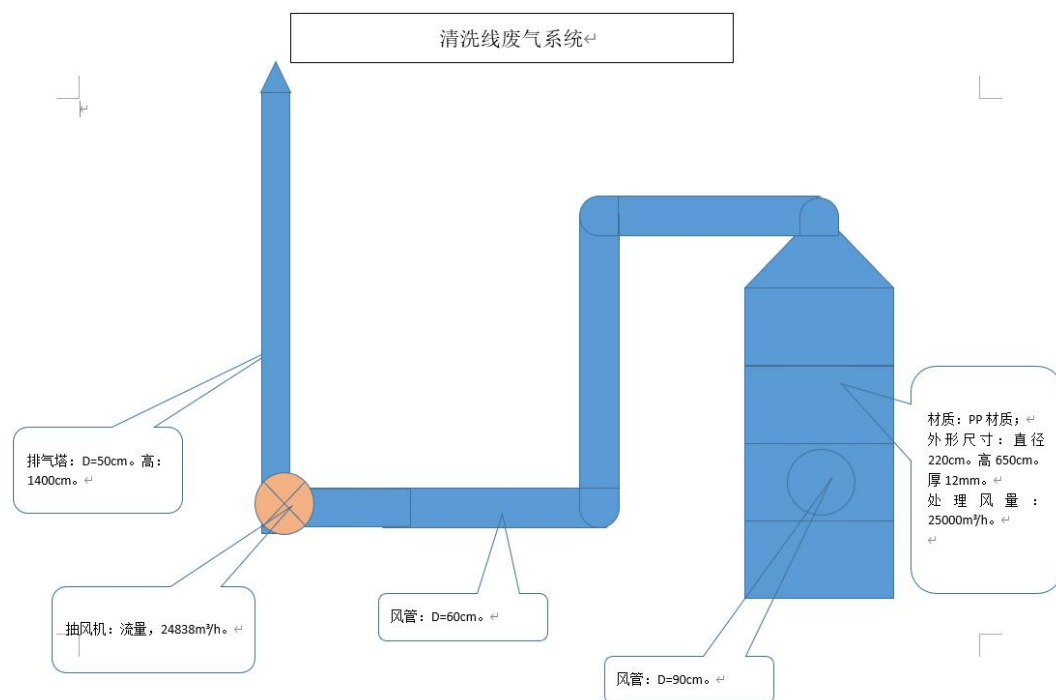 清洗线废气系统
排气塔：D=50cm。高：
1400cm。
抽风机：流量，24838m³/h。
风管：D=60cm。
风管：D=90cm。
材质：PP 材质；
外形尺寸：直径
220cm。高 650cm。
厚 12mm。
处理风量：
25000m³/h。